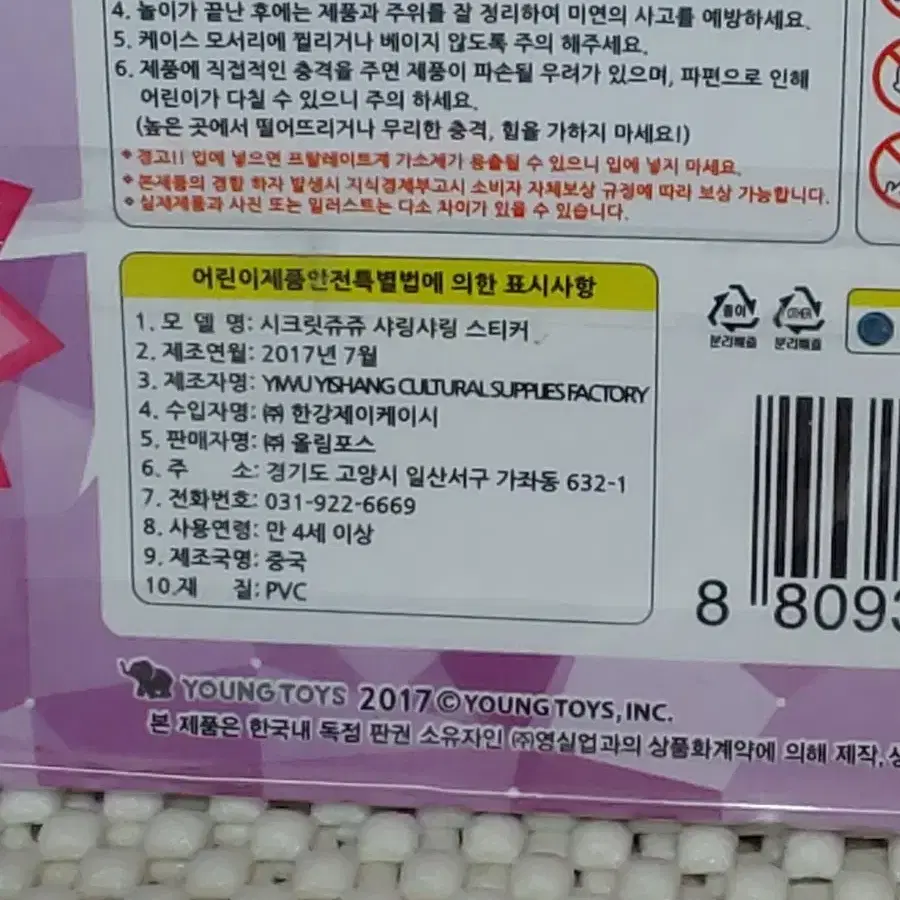 4. 놀이가 끝난 후에는 제품과 주위를 잘 정리하여 미연의 사고를 예방하세요.
5. 케이스 모서리에 찔리거나 베이지 않도록 주의 해주세요.
6. 제품에 직접적인 충격을 주면 제품이 파손될 우려가 있으며, 파편으로 인해
어린이가 다칠 수 있으니 주의 하세요.
(높은 곳에서 떨어뜨리거나 무리한 충격, 힘을 가하지 마세요!)
* 경고!! 입에 넣으면 프탈레이트계 가소제가 용출될 수 있으니 입에 넣지 마세요.
* 본제품의 결함 하자 발생시 지식경제부고시 소비자 자체보상 규정에 따라 보상 가능합니다.
* 실제제품과 사진 또는 일러스트는 다소 차이가 있을 수 있습니다.
어린이제품안전특별법에 의한 표시사항
1. 모 델 명: 시크릿쥬쥬 샤링샤링 스티커
2. 제조연월: 2017년 7월
3. 제조자명: YIWU YISHANG CULTURAL SUPPLIES FACTORY
4. 수입자명: ㈜ 한강제이케이시
5. 판매자명: ㈜ 올림포스
6. 주 소: 경기도 고양시 일산서구 가좌동 632-1
7. 전화번호: 031-922-6669
8. 사용연령: 만 4세 이상
9. 제조국명: 중국
10. 재 질: PVC
종이
분리배출
OTHER
분리배출
8 8093
YOUNGTOYS 2017©YOUNGTOYS, INC.
본 제품은 한국내 독점 판권 소유자인 ㈜영실업과의 상품화계약에 의해 제작,